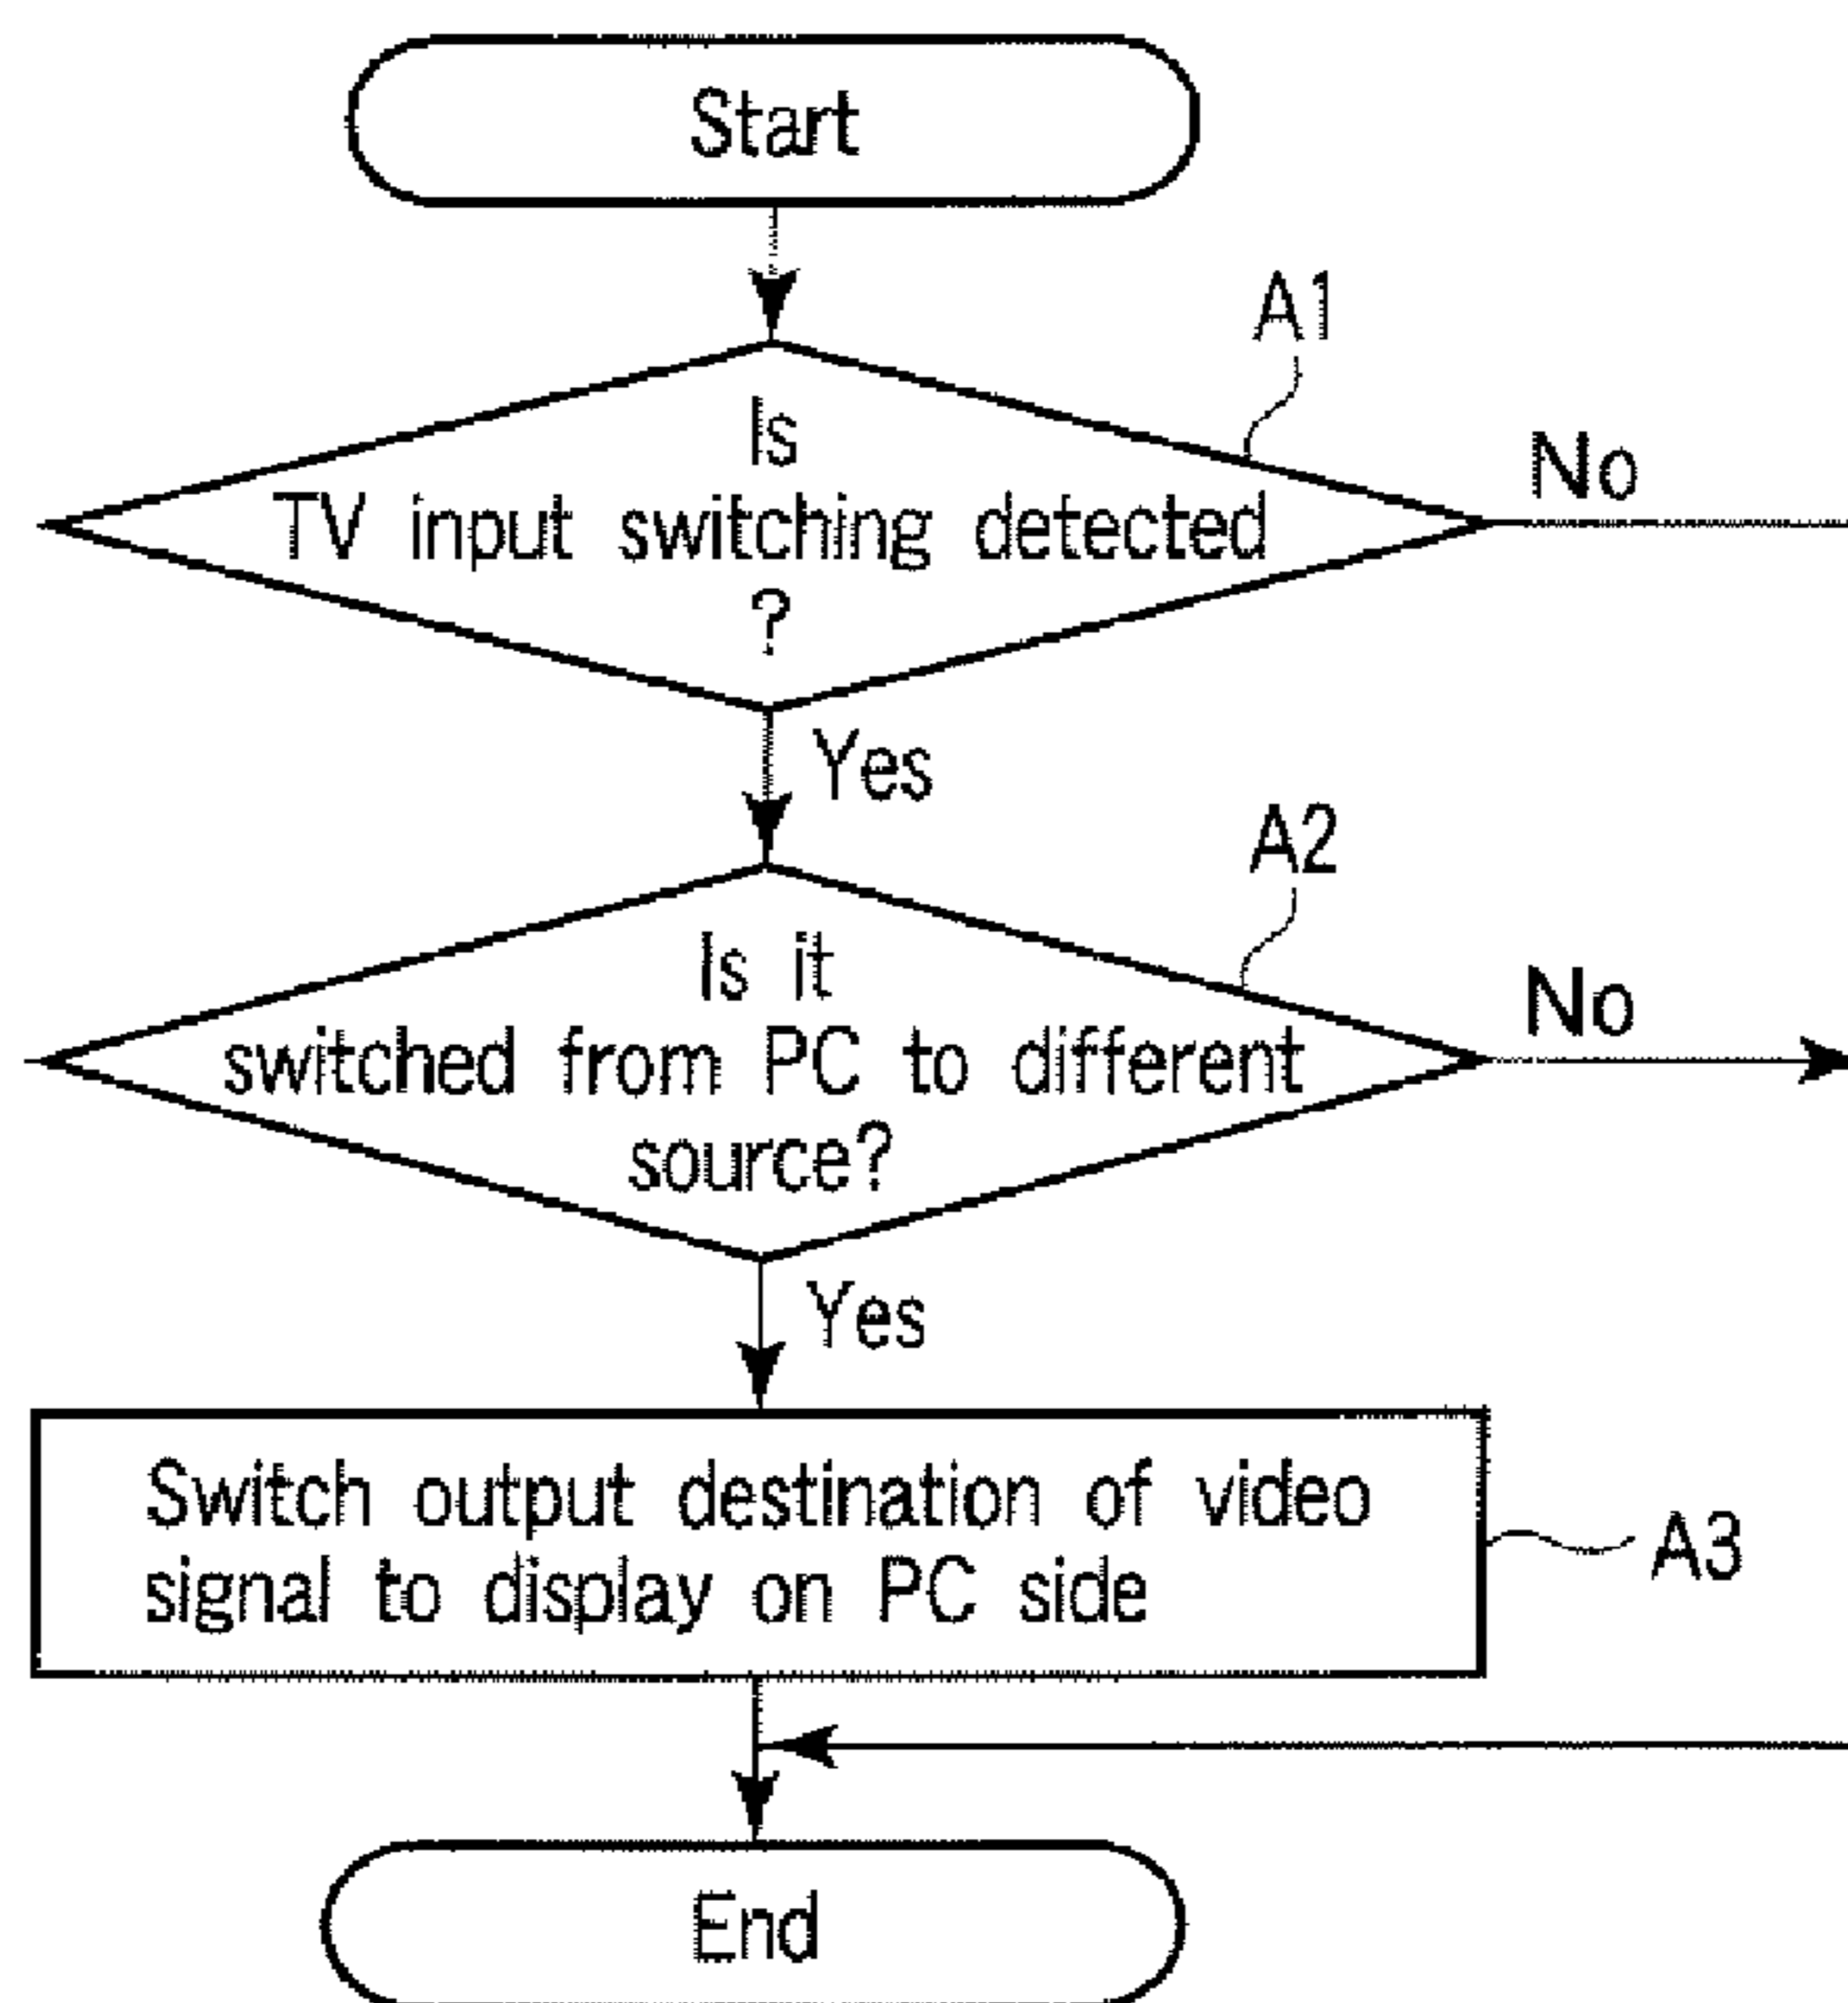 Start
A1
Is
TV input switching detected
?
No
Yes
A2
Is it
switched from PC to different
source?
No
Yes
Switch output destination of video
signal to display on PC side
A3
End